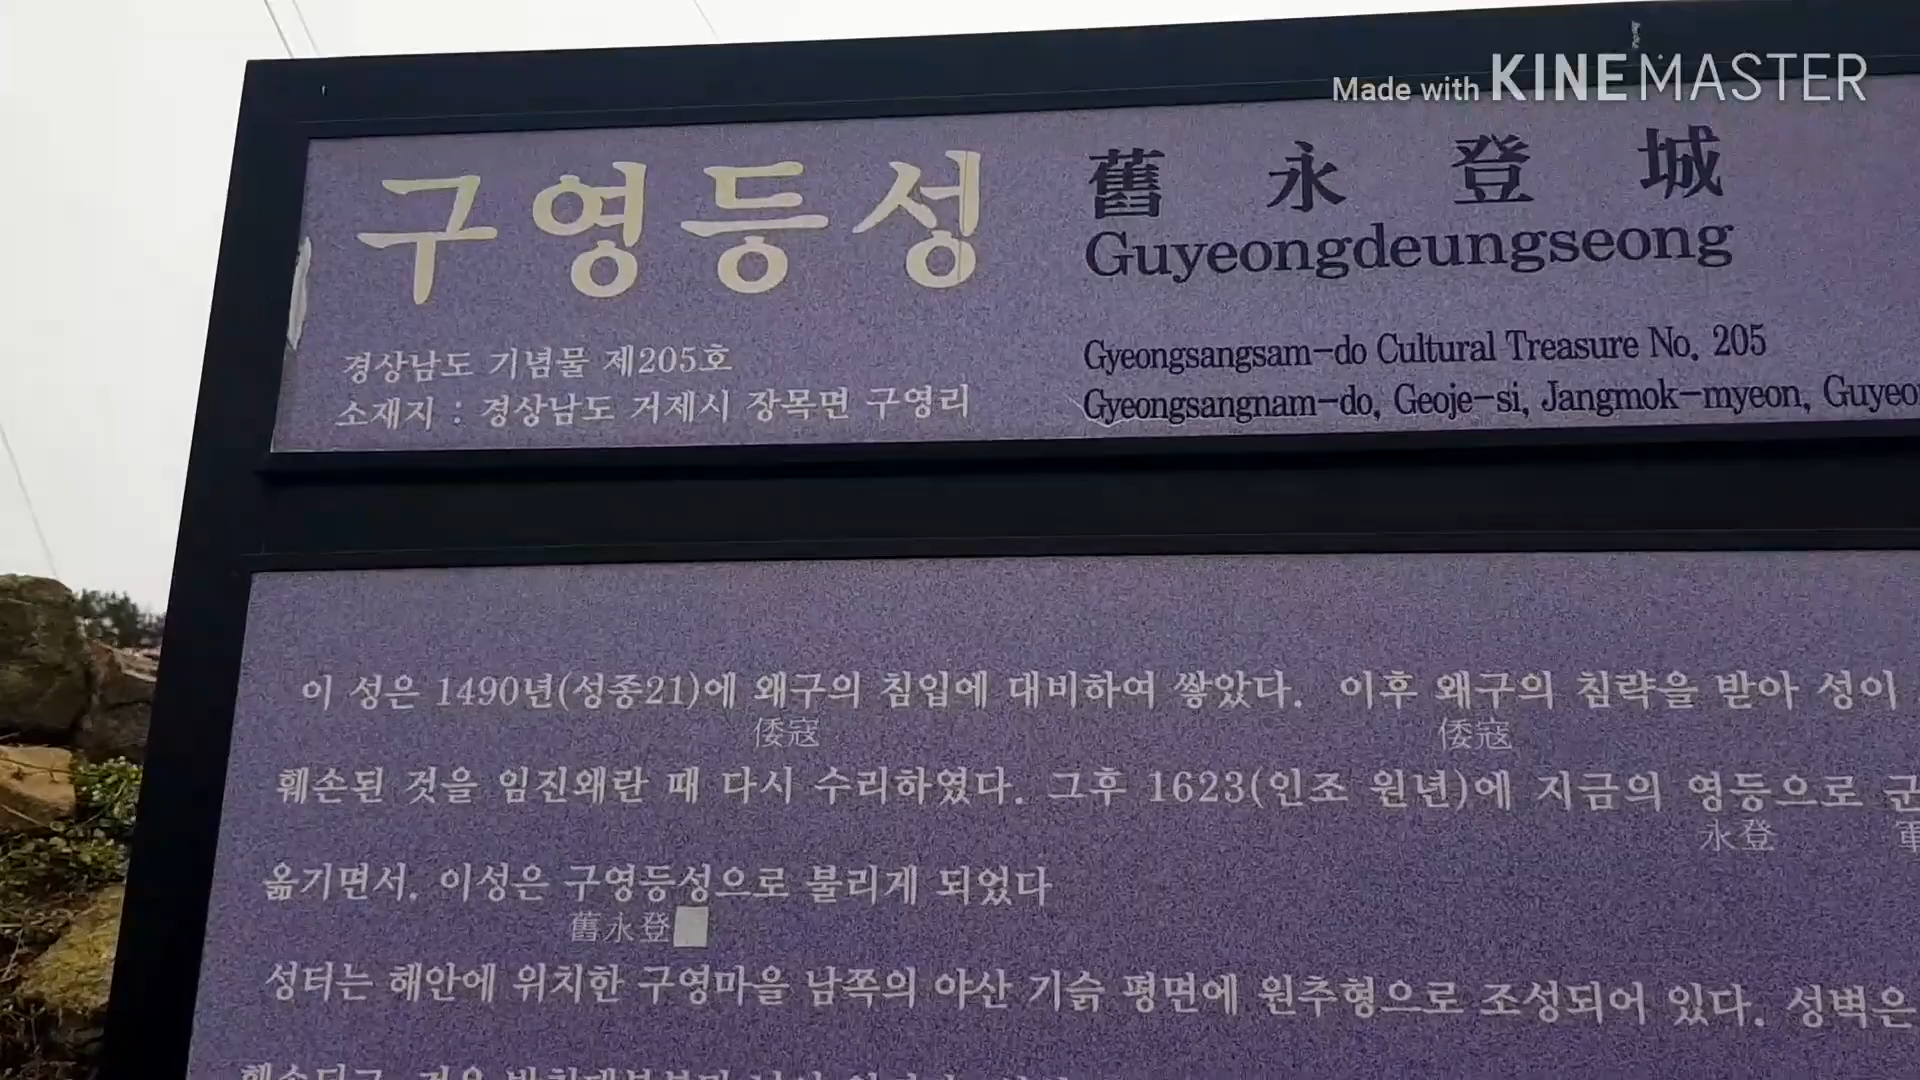 Made with KINEMASTER
구영등성 舊永登城
Guyeongdeungseong
경상남도 기념물 제205호
소재지 : 경상남도 거제시 장목면 구영리
Gyeongsangsam-do Cultural Treasure No. 205
Gyeongsangnam-do, Geoje-si, Jangmok-myeon,
이 성은 1490년(성종21)에 왜구의 침입에 대비하여 쌓았다. 이후 왜구의 침략을 받아 성이
倭寇 倭寇
훼손된 것을 임진왜란 때 다시 수리하였다. 그후 1623(인조 원년)에 지금의 영등으로
永登
옮기면서, 이성은 구영등성으로 불리게 되었다
舊永登
성터는 해안에 위치한 구영마을 남쪽의 야산 기슭 평면에 원추형으로 조성되어 있다. 성벽은